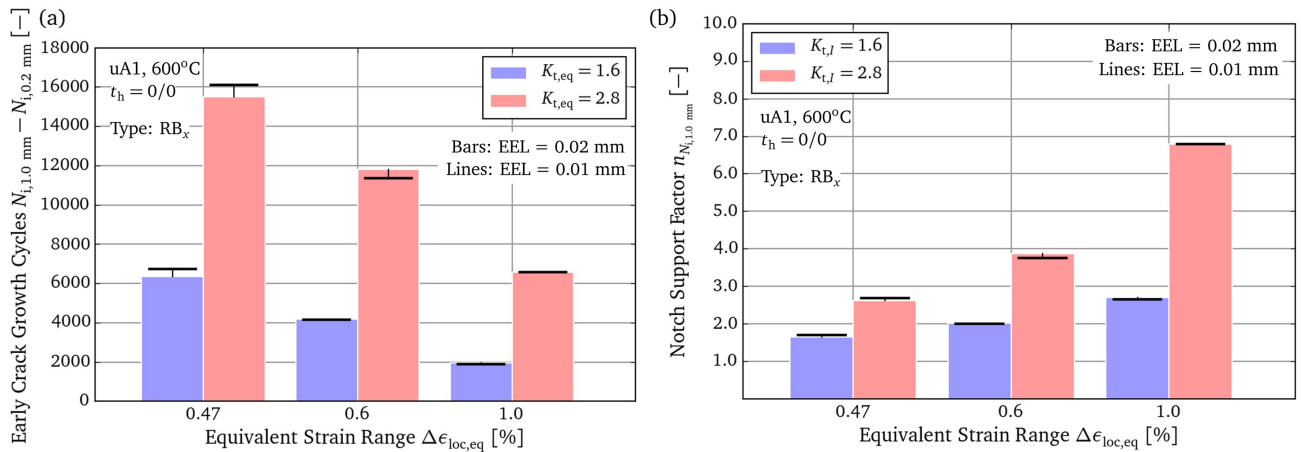 (a)
Early Crack Growth Cycles N_i,1.0 mm − N_i,0.2 mm [−]
18000
16000
14000
12000
10000
8000
6000
4000
2000
0
uA1, 600°C
t_h = 0/0
Type: RB_x
K_t,eq = 1.6
K_t,eq = 2.8
Bars: EEL = 0.02 mm
Lines: EEL = 0.01 mm
0.47
0.6
1.0
Equivalent Strain Range Δϵ_loc,eq [%]
(b)
Notch Support Factor n_N_i,1.0 mm [−]
10.0
9.0
8.0
7.0
6.0
5.0
4.0
3.0
2.0
1.0
K_t,I = 1.6
K_t,I = 2.8
Bars: EEL = 0.02 mm
Lines: EEL = 0.01 mm
uA1, 600°C
t_h = 0/0
Type: RB_x
0.47
0.6
1.0
Equivalent Strain Range Δϵ_loc,eq [%]